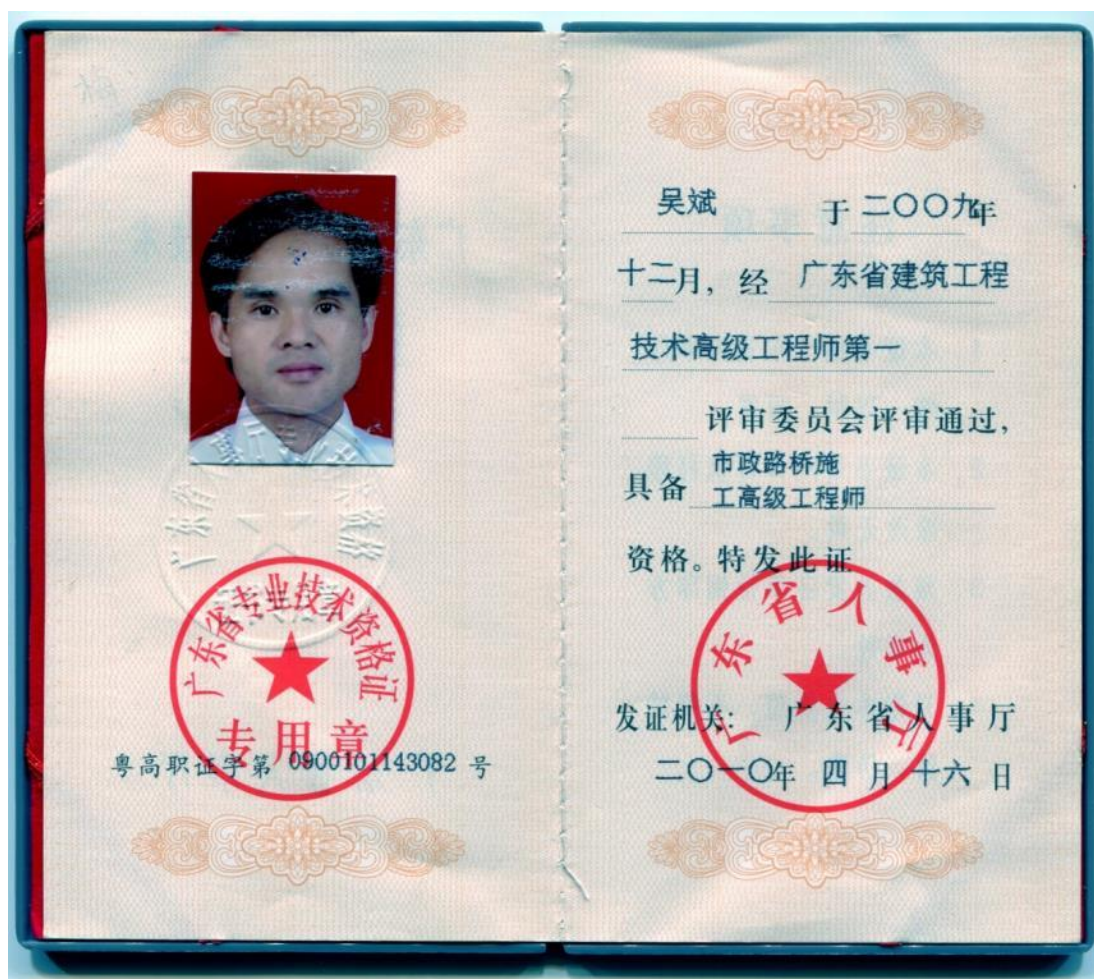 广东省专业技术资格证
专用章
粤高职证字第 0900101143082 号
吴斌 于 二〇〇九年
十二月，经 广东省建筑工程
技术高级工程师第一
评审委员会评审通过，
具备 市政路桥施
工高级工程师
资格。特发此证
广东省人事厅
发证机关： 广东省人事厅
二〇一〇年 四月十六日